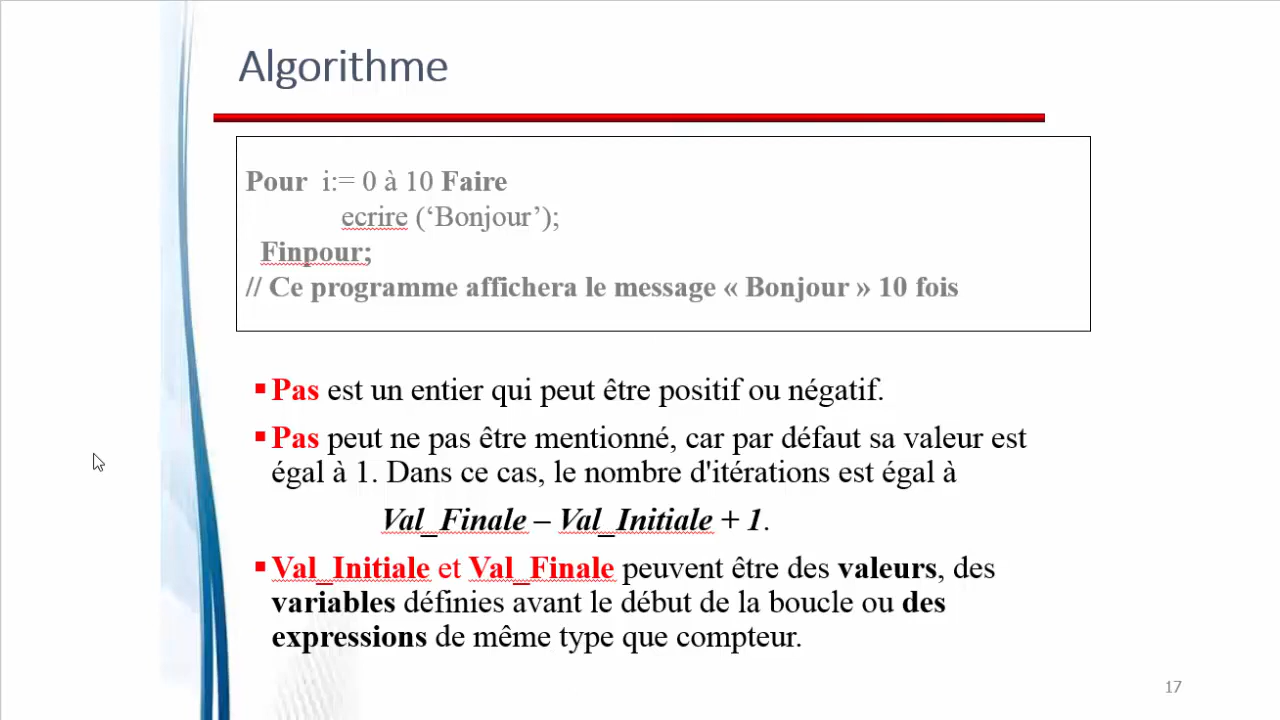 Algorithme
Pour i:= 0 à 10 Faire
ecrire (‘Bonjour’);
Finpour;
// Ce programme affichera le message « Bonjour » 10 fois
▪Pas est un entier qui peut être positif ou négatif.
▪Pas peut ne pas être mentionné, car par défaut sa valeur est
égal à 1. Dans ce cas, le nombre d'itérations est égal à
Val_Finale – Val_Initiale + 1.
▪Val_Initiale et Val_Finale peuvent être des valeurs, des
variables définies avant le début de la boucle ou des
expressions de même type que compteur.
17